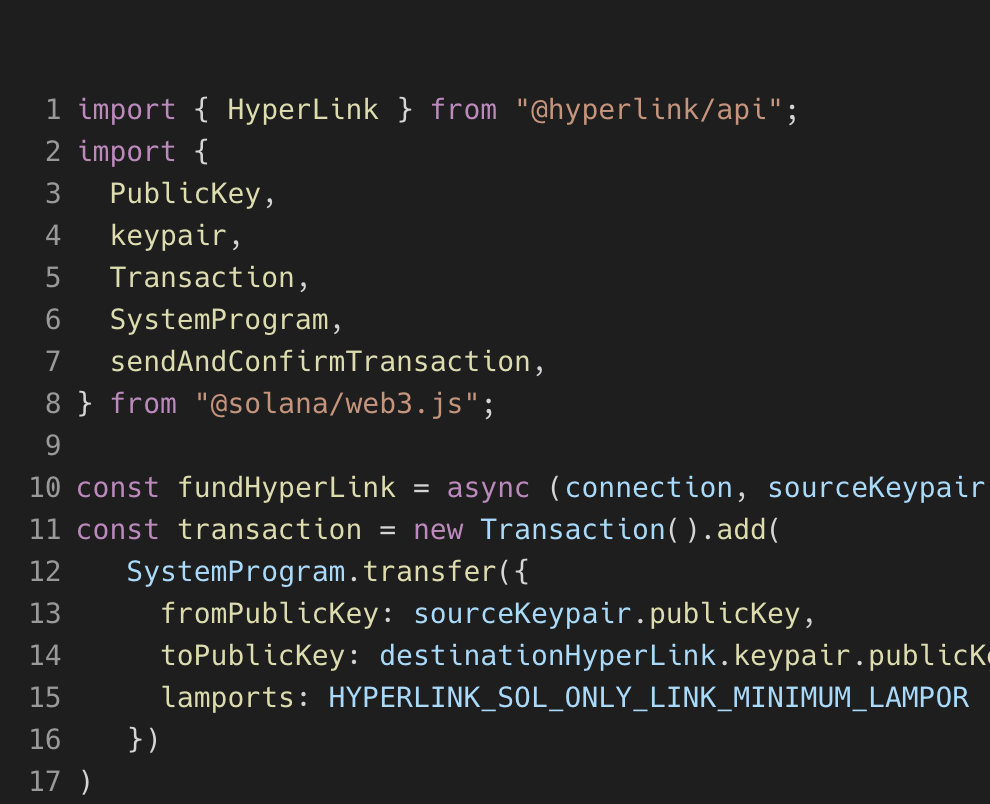 1 import { HyperLink } from "@hyperlink/api";
2 import {
3   PublicKey,
4   keypair,
5   Transaction,
6   SystemProgram,
7   sendAndConfirmTransaction,
8 } from "@solana/web3.js";
9
10 const fundHyperLink = async (connection, sourceKeypair
11 const transaction = new Transaction().add(
12    SystemProgram.transfer({
13      fromPublicKey: sourceKeypair.publicKey,
14      toPublicKey: destinationHyperLink.keypair.publicKe
15      lamports: HYPERLINK_SOL_ONLY_LINK_MINIMUM_LAMPOR
16    })
17 )